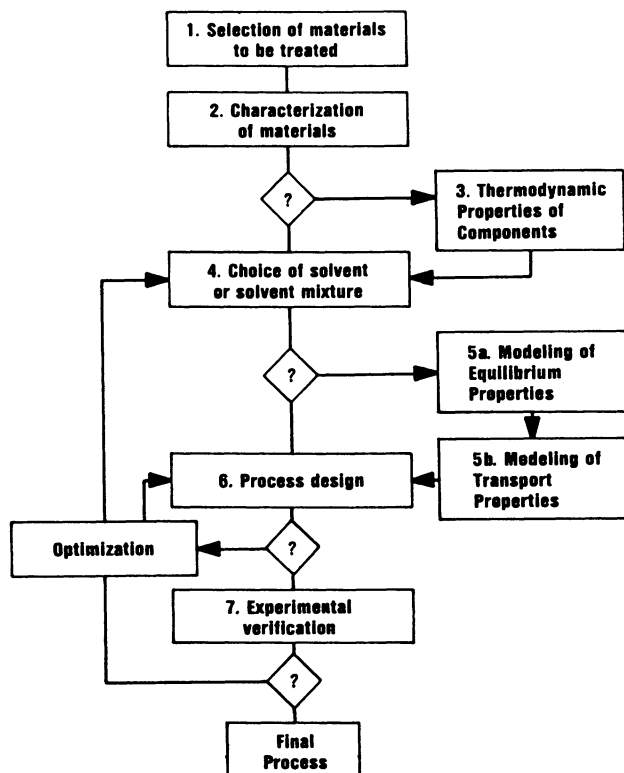 1. Selection of materials
to be treated
2. Characterization
of materials
?
3. Thermodynamic
Properties of
Components
4. Choice of solvent
or solvent mixture
?
5a. Modeling of
Equilibrium
Properties
5b. Modeling of
Transport
Properties
6. Process design
Optimization
?
7. Experimental
verification
?
Final
Process